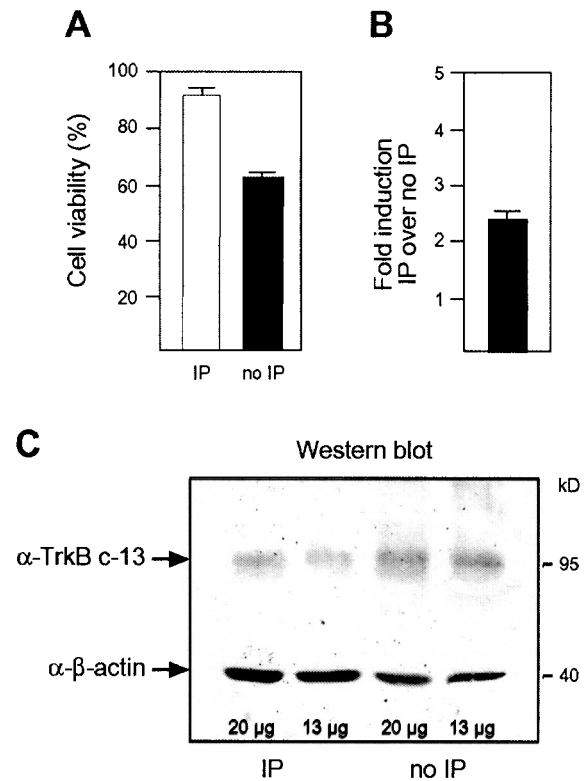 A
Cell viability (%)
100
80
60
40
20
IP no IP
B
Fold induction
IP over no IP
5
4
3
2
1
C
Western blot
kD
α-TrkB c-13
95
α-β-actin
40
20 µg 13 µg 20 µg 13 µg
IP no IP